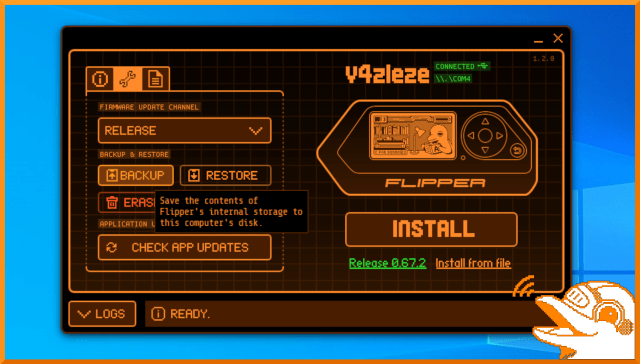 1.2.0
V4zleze
CONNECTED
\\.\COM4
FIRMWARE UPDATE CHANNEL
RELEASE
BACKUP & RESTORE
BACKUP
RESTORE
ERAS
Save the contents of
Flipper's internal storage to
this computer's disk.
APPLICATION
CHECK APP UPDATES
FLIPPER
INSTALL
Release 0.67.2
Install from file
LOGS
READY.